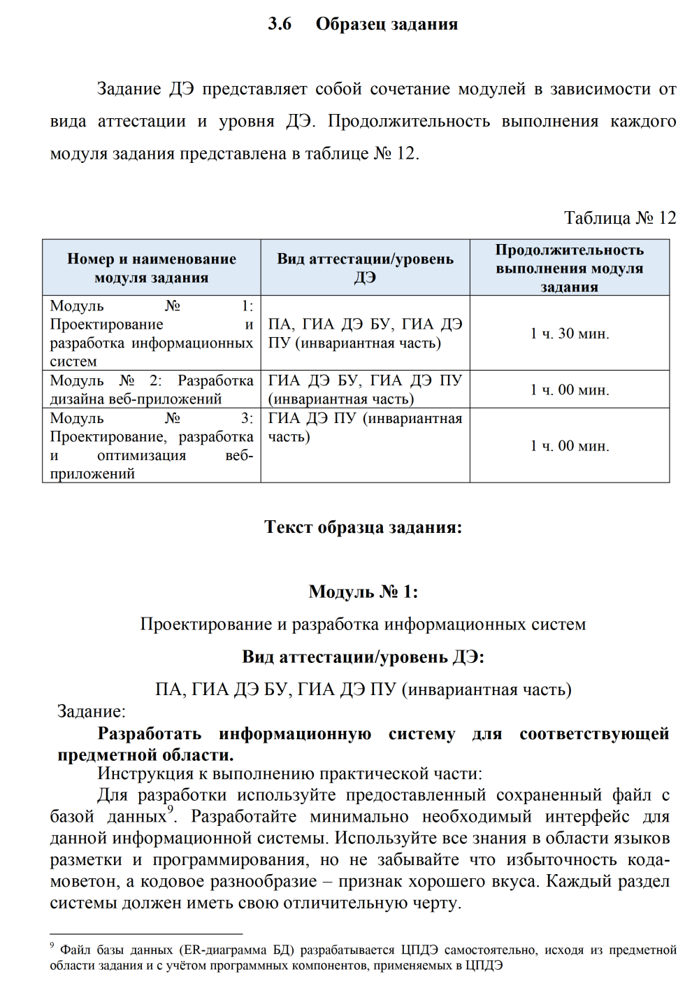 3.6 Образец задания
Задание ДЭ представляет собой сочетание модулей в зависимости от
вида аттестации и уровня ДЭ. Продолжительность выполнения каждого
модуля задания представлена в таблице № 12.
Таблица № 12
Номер и наименование
модуля задания
Вид аттестации/уровень
ДЭ
Продолжительность
выполнения модуля
задания
Модуль № 1:
Проектирование и
разработка информационных
систем
ПА, ГИА ДЭ БУ, ГИА ДЭ
ПУ (инвариантная часть)
1 ч. 30 мин.
Модуль № 2: Разработка
дизайна веб-приложений
ГИА ДЭ БУ, ГИА ДЭ ПУ
(инвариантная часть)
1 ч. 00 мин.
Модуль № 3:
Проектирование, разработка
и оптимизация веб-
приложений
ГИА ДЭ ПУ (инвариантная
часть)
1 ч. 00 мин.
Текст образца задания:
Модуль № 1:
Проектирование и разработка информационных систем
Вид аттестации/уровень ДЭ:
ПА, ГИА ДЭ БУ, ГИА ДЭ ПУ (инвариантная часть)
Задание:
Разработать информационную систему для соответствующей
предметной области.
Инструкция к выполнению практической части:
Для разработки используйте предоставленный сохраненный файл с
базой данных9. Разработайте минимально необходимый интерфейс для
данной информационной системы. Используйте все знания в области языков
разметки и программирования, но не забывайте что избыточность кода-
моветон, а кодовое разнообразие – признак хорошего вкуса. Каждый раздел
системы должен иметь свою отличительную черту.
9 Файл базы данных (ER-диаграмма БД) разрабатывается ЦПДЭ самостоятельно, исходя из предметной
области задания и с учётом программных компонентов, применяемых в ЦПДЭ